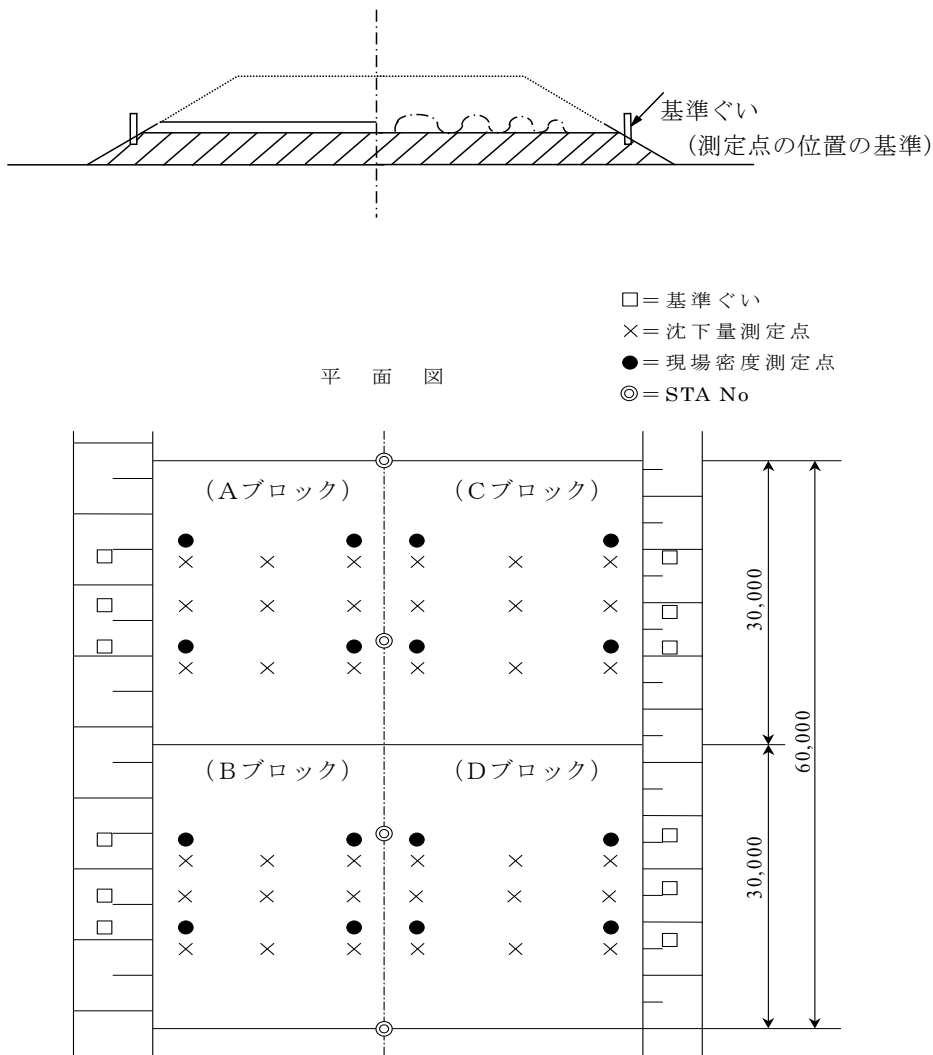 基準ぐい
(測定点の位置の基準)
□=基準ぐい
×=沈下量測定点
●=現場密度測定点
◎=STA No
平 面 図
(Aブロック)
(Cブロック)
30,000
60,000
(Bブロック)
(Dブロック)
30,000